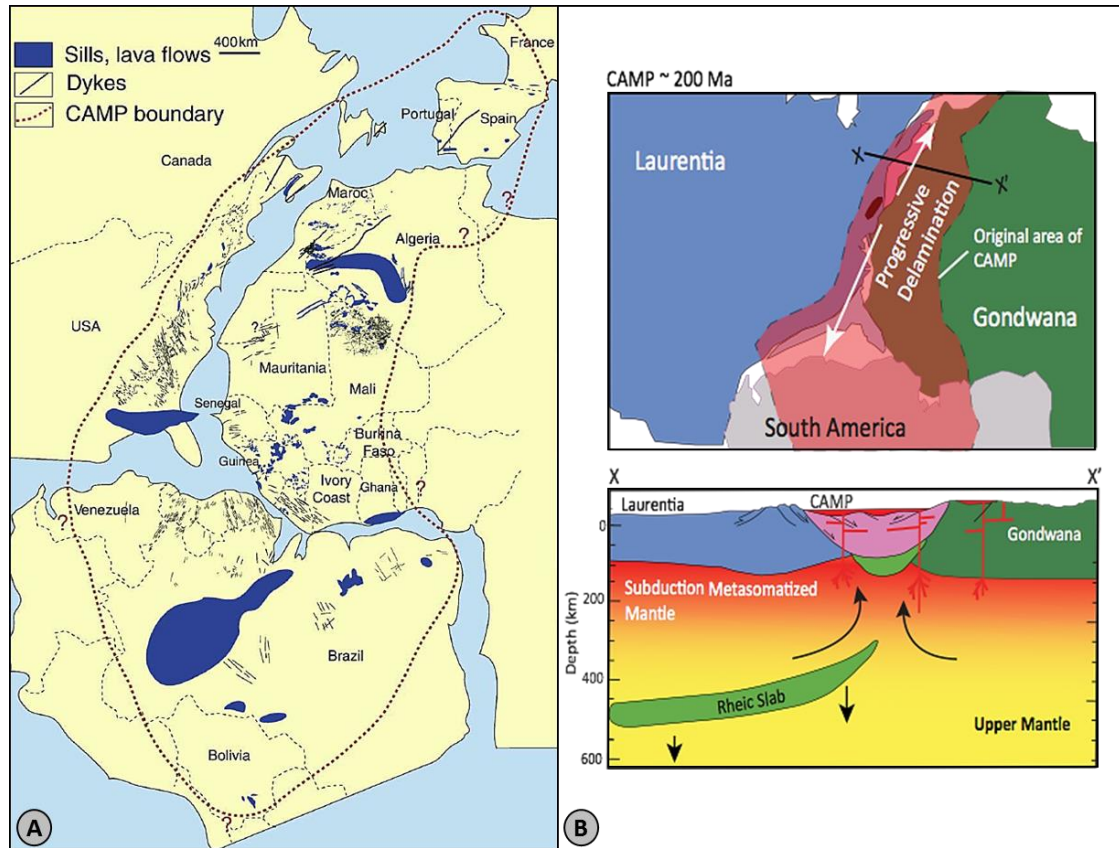 Sills, lava flows
Dykes
CAMP boundary
400km
France
Portugal
Spain
Canada
Maroc
?
Algeria
?
USA
?
Mauritania
Mali
Senegal
Burkina
Faso
Guinea
Ivory
Coast
Ghana
?
Venezuela
?
Brazil
Bolivia
?
A
CAMP ~ 200 Ma
Laurentia
X
X'
Progressive
Delamination
Original area of
CAMP
Gondwana
South America
X
X'
Laurentia
CAMP
Gondwana
0
Subduction Metasomatized
Mantle
200
Depth (km)
400
Rheic Slab
Upper Mantle
600
B